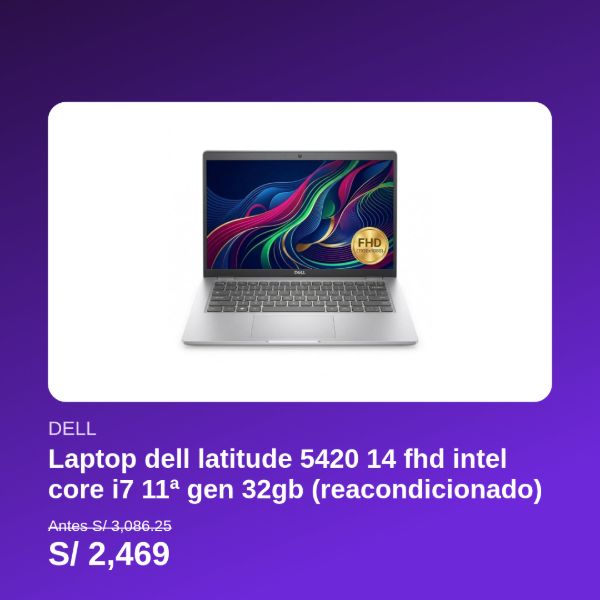 FHD
DELL
DELL
Laptop dell latitude 5420 14 fhd intel
core i7 11ª gen 32gb (reacondicionado)
Antes S/ 3,086.25
S/ 2,469